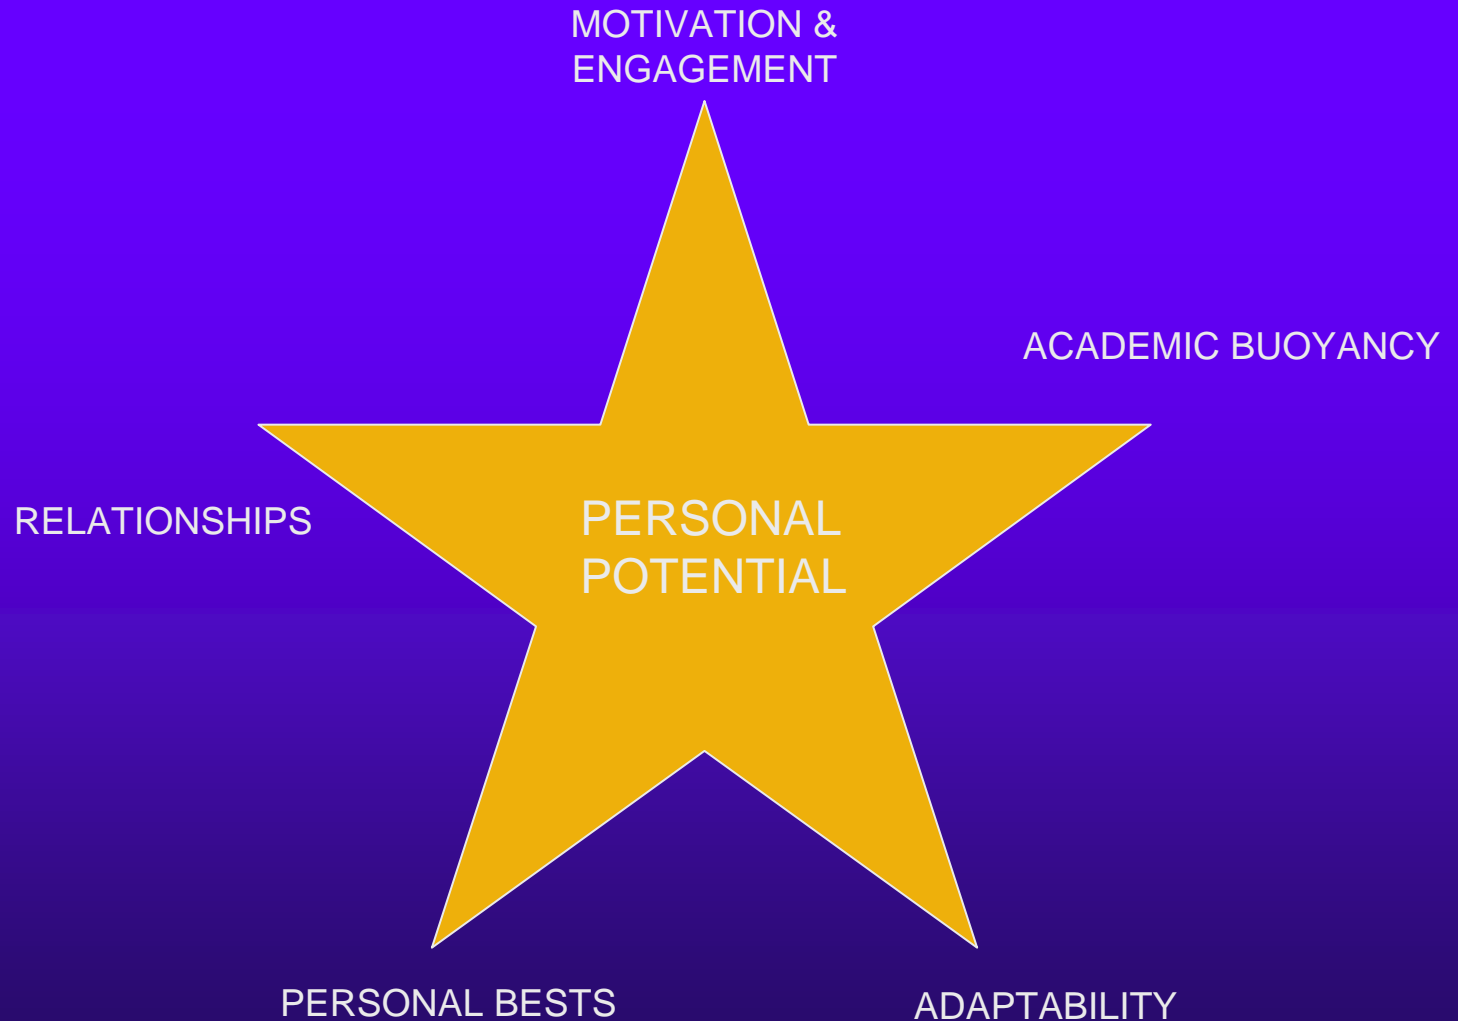 MOTIVATION &
ENGAGEMENT
ACADEMIC BUOYANCY
RELATIONSHIPS
PERSONAL
POTENTIAL
PERSONAL BESTS
ADAPTABILITY